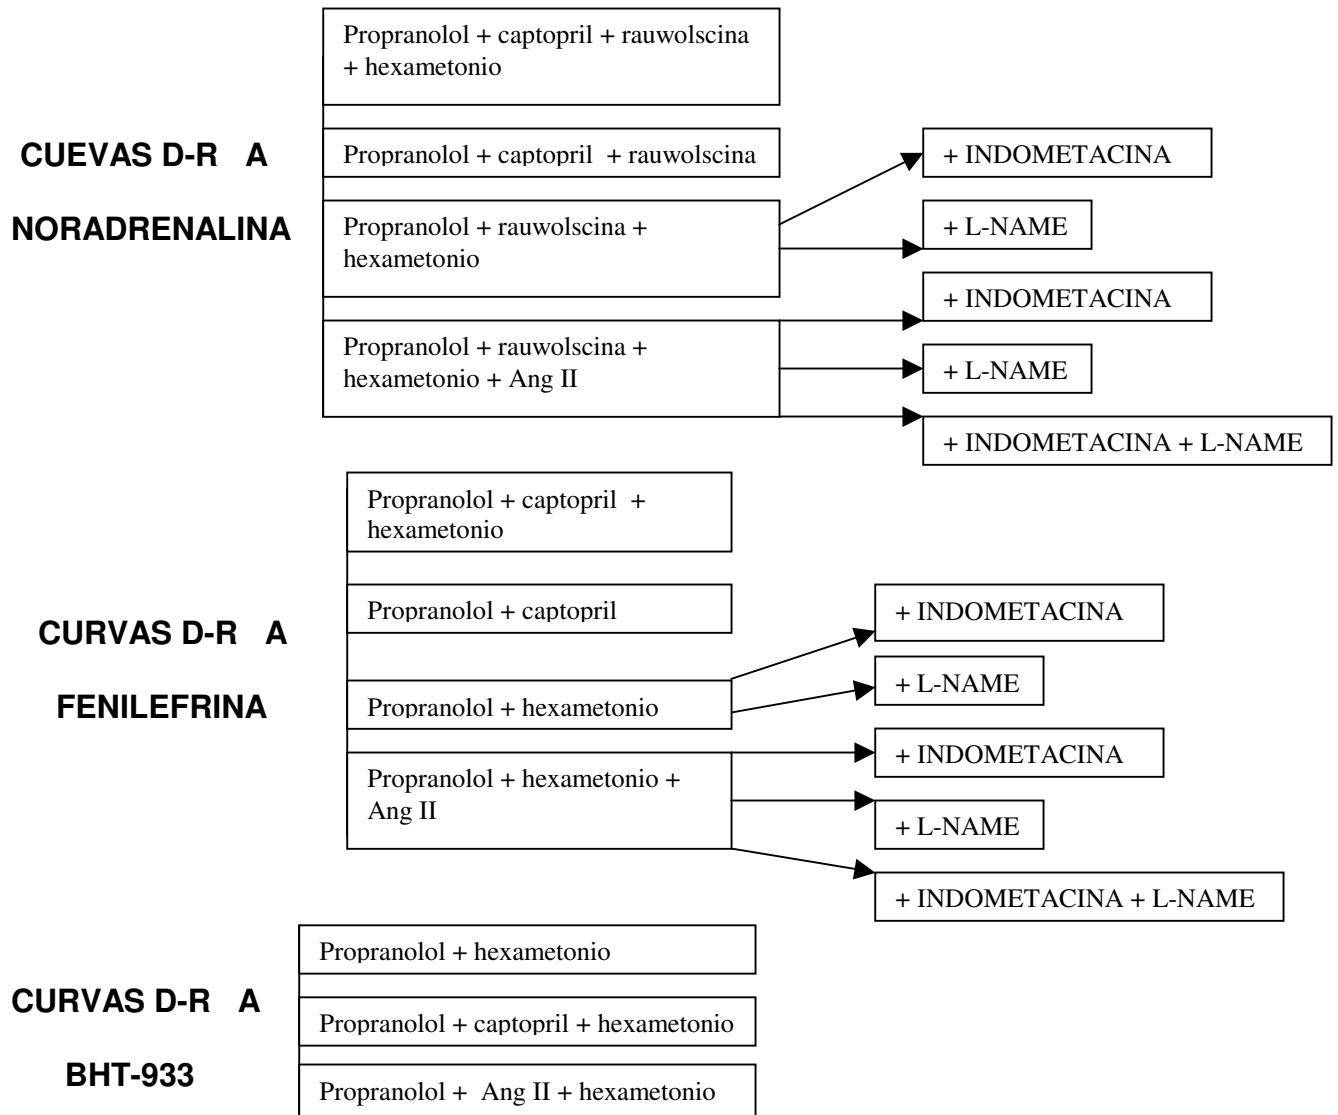 Propranolol + captopril + rauwolscina
+ hexametonio
CUEVAS D-R A
NORADRENALINA
Propranolol + captopril + rauwolscina
+ INDOMETACINA
Propranolol + rauwolscina +
hexametonio
+ L-NAME
+ INDOMETACINA
Propranolol + rauwolscina +
hexametonio + Ang II
+ L-NAME
+ INDOMETACINA + L-NAME
Propranolol + captopril +
hexametonio
CURVAS D-R A
FENILEFRINA
Propranolol + captopril
+ INDOMETACINA
Propranolol + hexametonio
+ L-NAME
+ INDOMETACINA
Propranolol + hexametonio +
Ang II
+ L-NAME
+ INDOMETACINA + L-NAME
CURVAS D-R A
BHT-933
Propranolol + hexametonio
Propranolol + captopril + hexametonio
Propranolol + Ang II + hexametonio